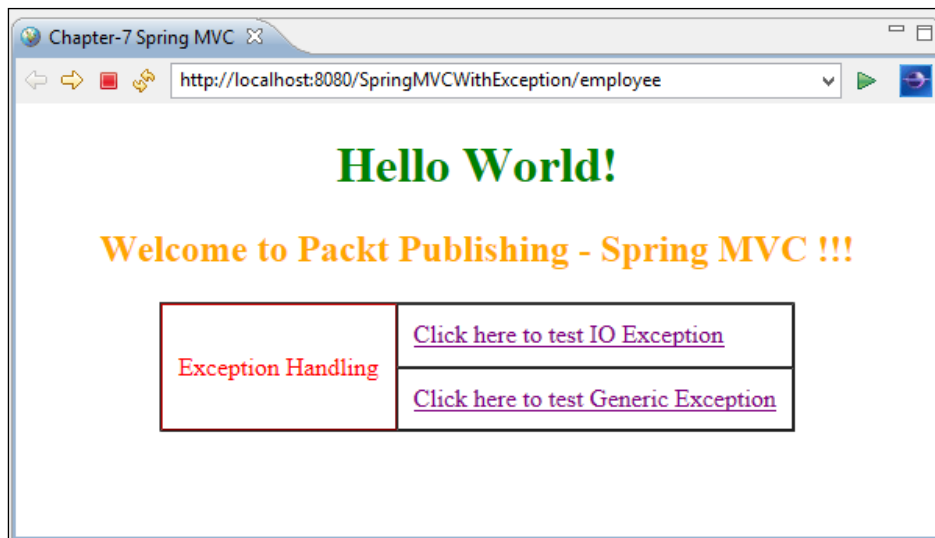 Chapter-7 Spring MVC
http://localhost:8080/SpringMVCWithException/employee
Hello World!
Welcome to Packt Publishing - Spring MVC !!!
Exception Handling
Click here to test IO Exception
Click here to test Generic Exception